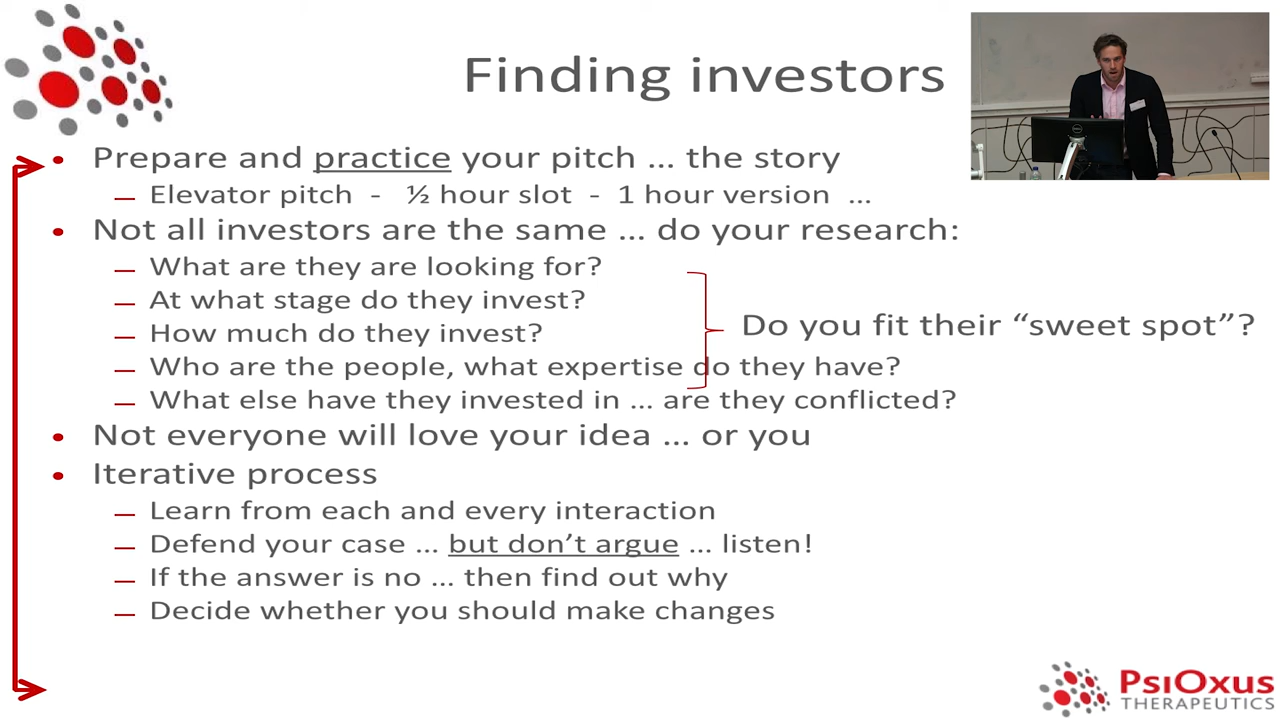 Finding investors
• Prepare and practice your pitch ... the story
— Elevator pitch - ½ hour slot - 1 hour version ...
• Not all investors are the same ... do your research:
— What are they are looking for?
— At what stage do they invest?
— How much do they invest?
— Who are the people, what expertise do they have?
— What else have they invested in ... are they conflicted?
Do you fit their “sweet spot”?
• Not everyone will love your idea ... or you
• Iterative process
— Learn from each and every interaction
— Defend your case ... but don’t argue ... listen!
— If the answer is no ... then find out why
— Decide whether you should make changes
PsiOxus
THERAPEUTICS